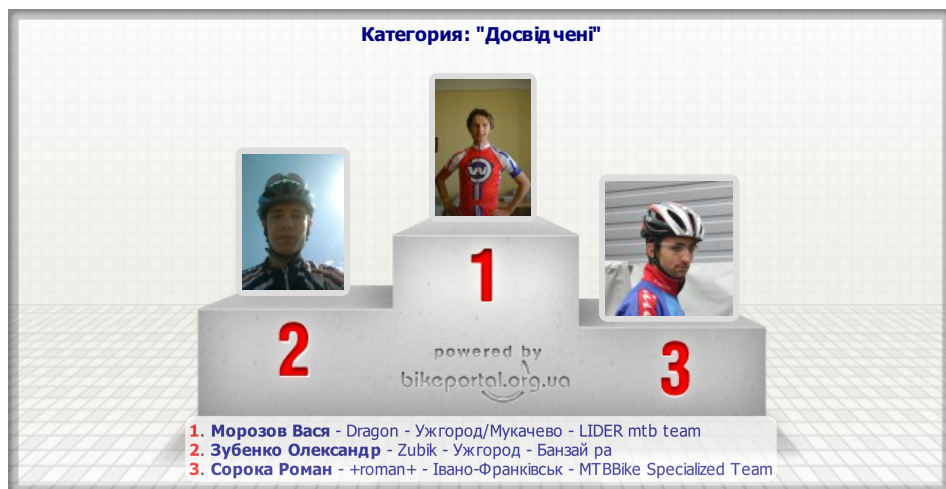 Категория: "Досвідчені"
1
2
3
powered by
bikeportal.org.ua
1. Морозов Вася - Dragon - Ужгород/Мукачево - LIDER mtb team
2. Зубенко Олександр - Zubik - Ужгород - Банзай ра
3. Сорока Роман - +roman+ - Івано-Франківськ - MTBBike Specialized Team